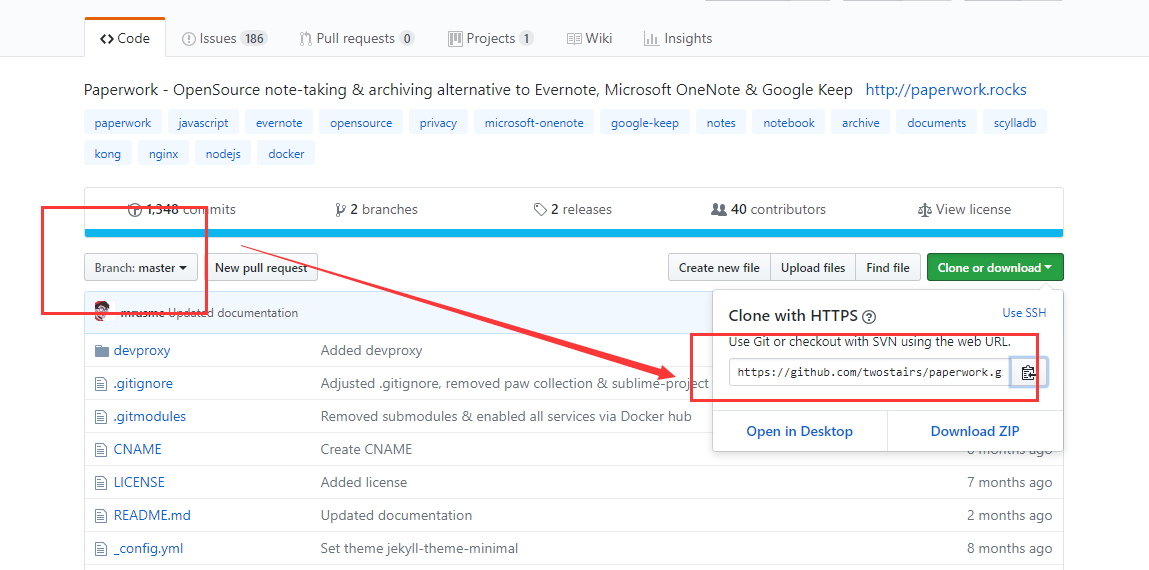 Code Issues 186 Pull requests 0 Projects 1 Wiki Insights
Paperwork - OpenSource note-taking & archiving alternative to Evernote, Microsoft OneNote & Google Keep http://paperwork.rocks
paperwork javascript evernote opensource privacy microsoft-onenote google-keep notes notebook archive documents scylladb
kong nginx nodejs docker
1,348 commits 2 branches 2 releases 40 contributors View license
Branch: master New pull request Create new file Upload files Find file Clone or download
mrusme Updated documentation
Clone with HTTPS Use SSH
Use Git or checkout with SVN using the web URL.
https://github.com/twostairs/paperwork.g
Open in Desktop Download ZIP
devproxy Added devproxy
.gitignore Adjusted .gitignore, removed paw collection & sublime-project
.gitmodules Removed submodules & enabled all services via Docker hub
CNAME Create CNAME 8 months ago
LICENSE Added license 7 months ago
README.md Updated documentation 2 months ago
_config.yml Set theme jekyll-theme-minimal 8 months ago